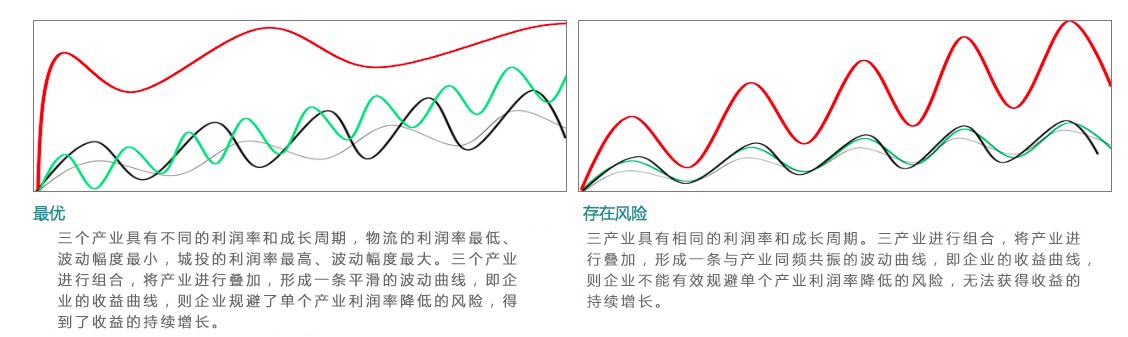 最优
三个产业具有不同的利润率和成长周期，物流的利润率最低、
波动幅度最小，城投的利润率最高、波动幅度最大。三个产业
进行组合，将产业进行叠加，形成一条平滑的波动曲线，即企
业的收益曲线，则企业规避了单个产业利润率降低的风险，得
到了收益的持续增长。
存在风险
三产业具有相同的利润率和成长周期。三产业进行组合，将产业进
行叠加，形成一条与产业同频共振的波动曲线，即企业的收益曲线，
则企业不能有效规避单个产业利润率降低的风险，无法获得收益的
持续增长。